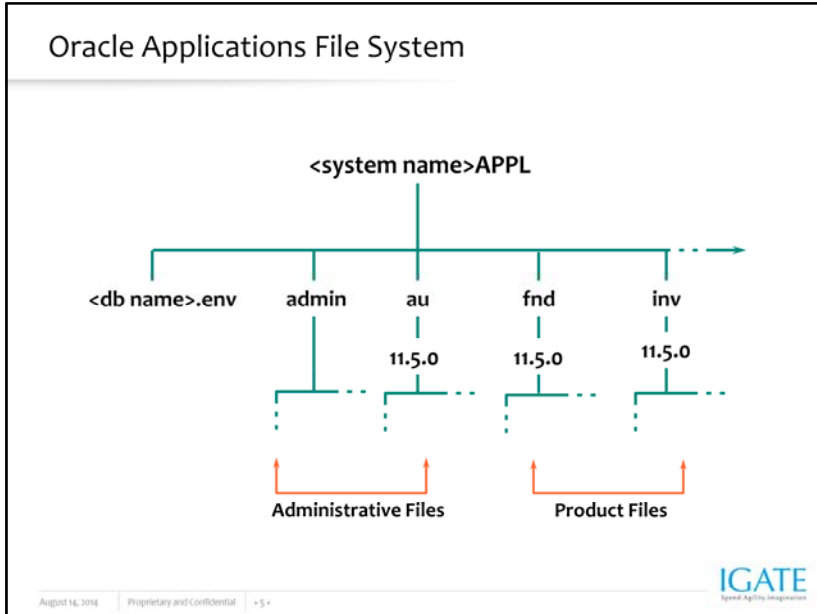 Oracle Applications File System
<system name>APPL
<db name>.env admin au fnd inv
11.5.0 11.5.0 11.5.0
Administrative Files Product Files
August 14, 2014 Proprietary and Confidential • 5 •
IGATE
Speed.Agility.Imagination